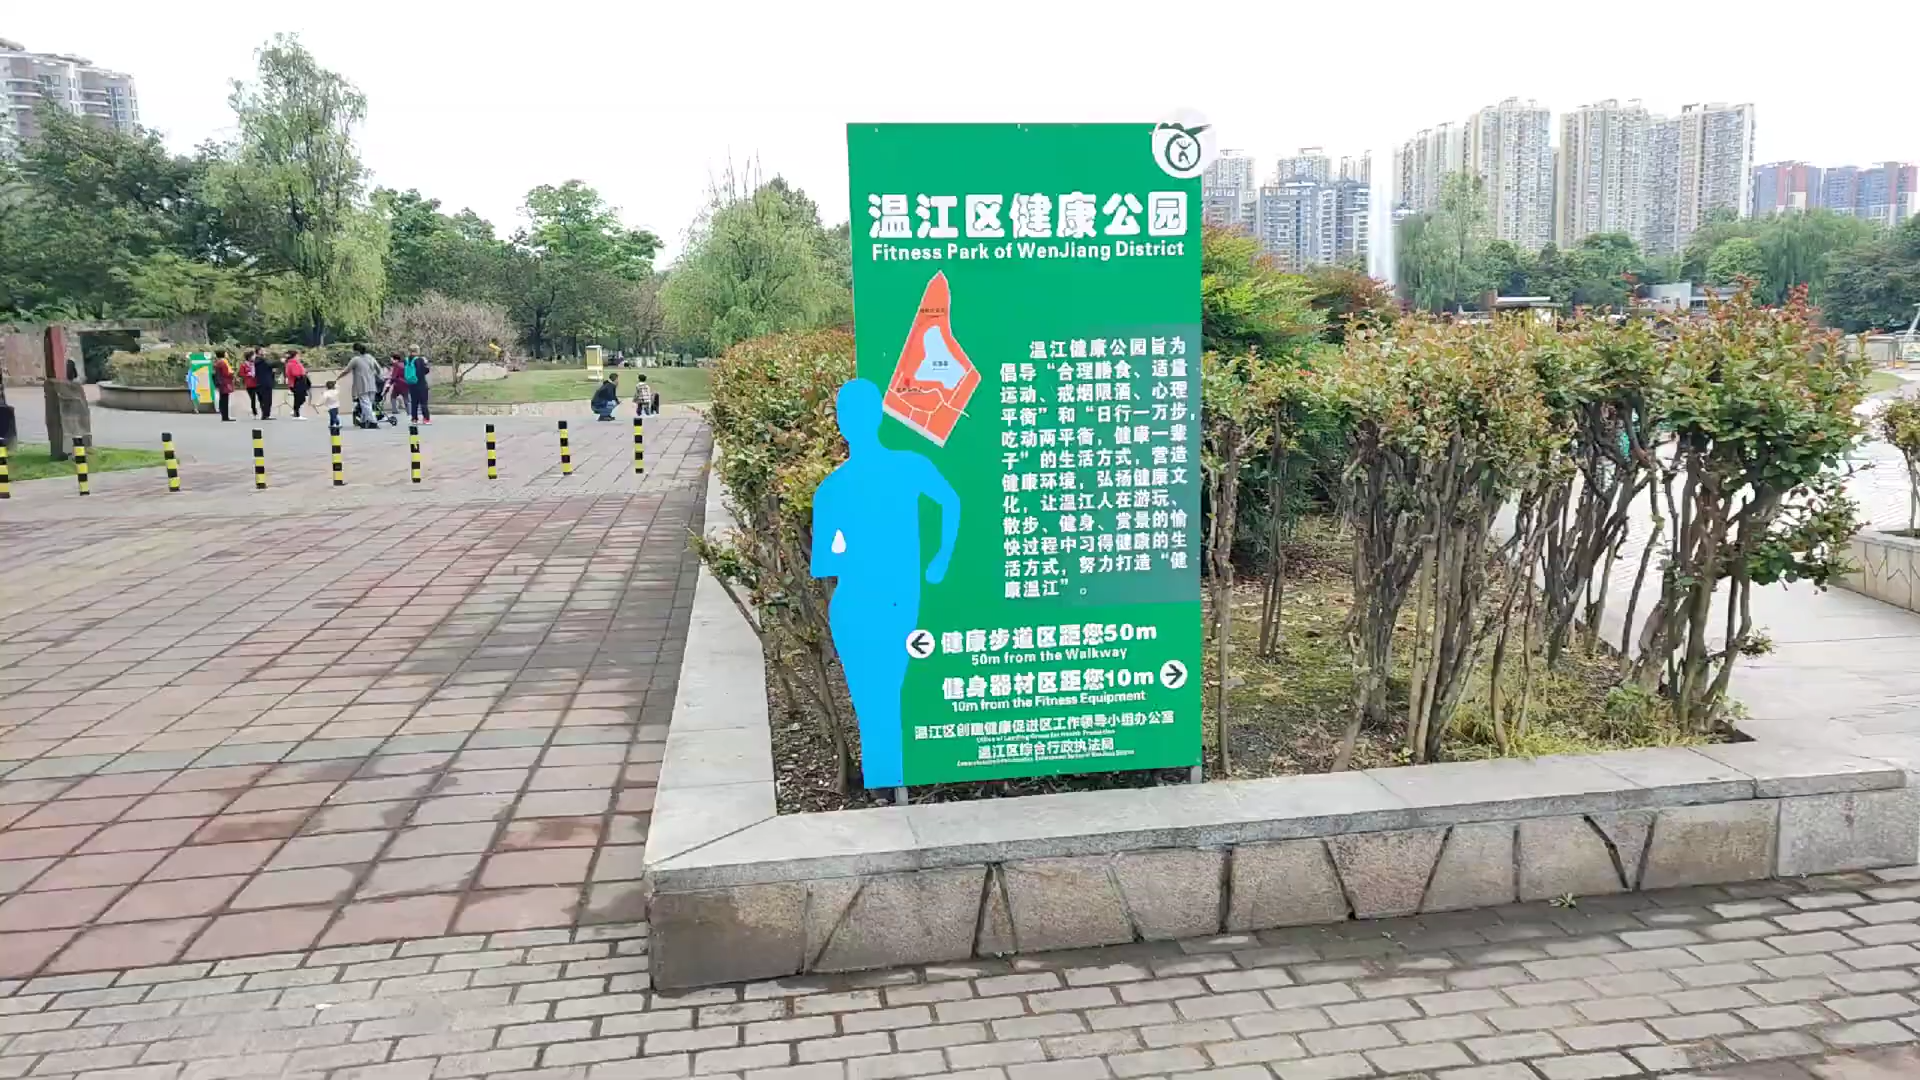 温江区健康公园
Fitness Park of WenJiang District
温江健康公园旨为
倡导“合理膳食、适量
运动、戒烟限酒、心理
平衡”和“日行一万步，
吃动两平衡，健康一辈
子”的生活方式，营造
健康环境，弘扬健康文
化，让温江人在游玩、
散步、健身、赏景的愉
快过程中习得健康的生
活方式，努力打造“健
康温江”。
健康步道区距您50m
50m from the Walkway
健身器材区距您10m
10m from the Fitness Equipment
温江区创建健康促进区工作领导小组办公室
Office of Leading Group for Health Promotion
温江区综合行政执法局